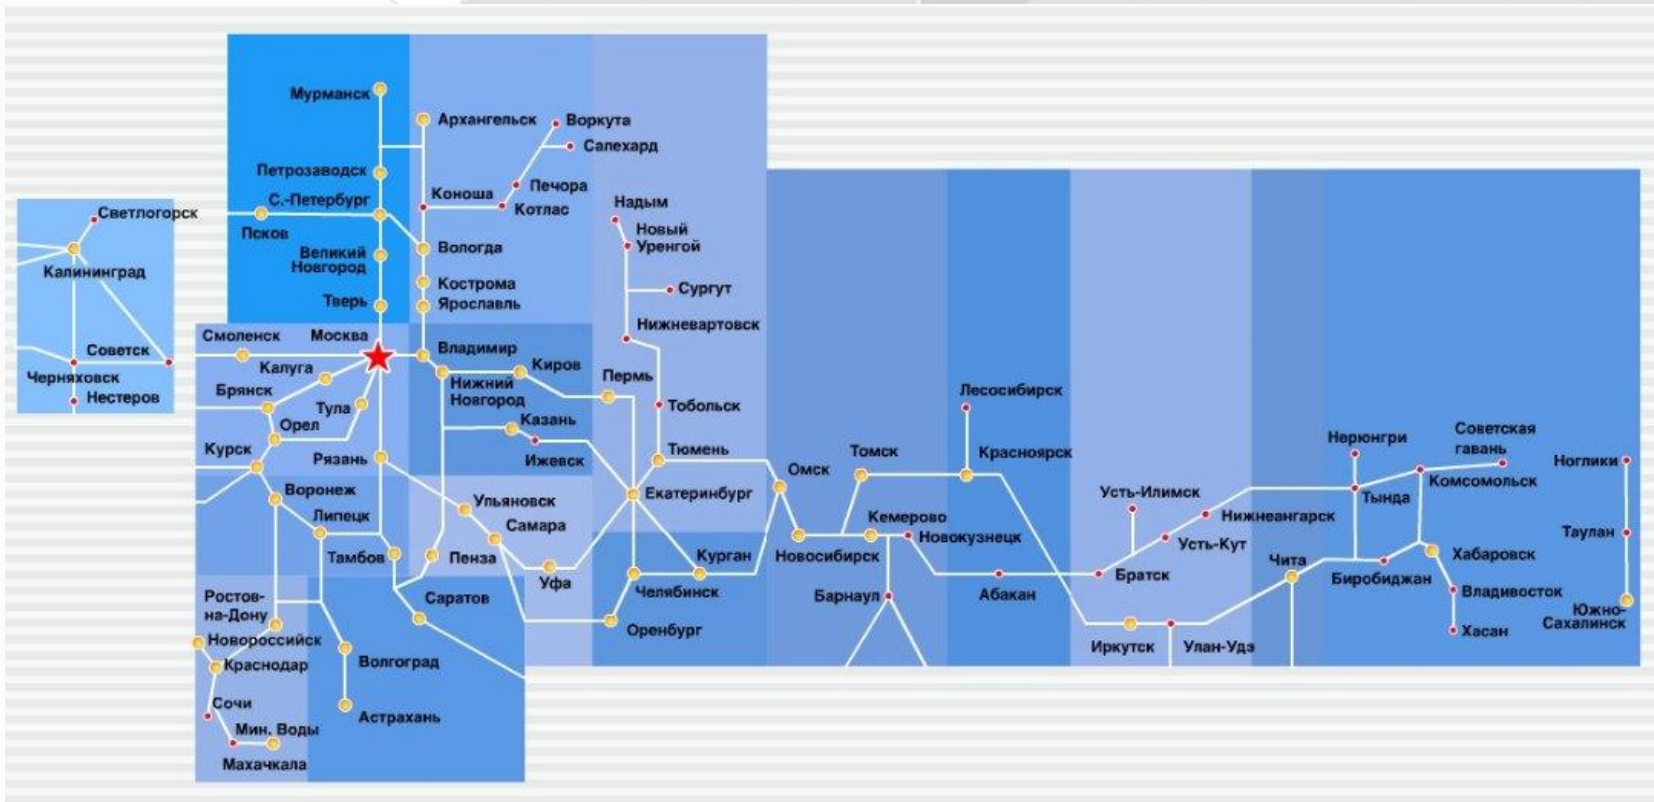 Мурманск
Петрозаводск
С.-Петербург
Псков
Великий
Новгород
Тверь
Архангельск
Воркута
Салехард
Печора
Коноша
Котлас
Вологда
Кострома
Ярославль
Надым
Новый
Уренгой
Сургут
Нижневартовск
Тобольск
Тюмень
Светлогорск
Калининград
Советск
Черняховск
Нестеров
Смоленск
Москва
Калуга
Брянск
Тула
Орел
Курск
Рязань
Владимир
Киров
Нижний
Новгород
Казань
Ижевск
Пермь
Екатеринбург
Воронеж
Липецк
Тамбов
Ульяновск
Самара
Пенза
Уфа
Курган
Челябинск
Оренбург
Саратов
Ростов-
на-Дону
Новороссийск
Краснодар
Сочи
Мин. Воды
Махачкала
Волгоград
Астрахань
Омск
Томск
Новосибирск
Кемерово
Новокузнецк
Барнаул
Абакан
Лесосибирск
Красноярск
Усть-Илимск
Нижнеангарск
Усть-Кут
Братск
Иркутск
Улан-Удэ
Чита
Нерюнгри
Тында
Советская
гавань
Комсомольск
Биробиджан
Хабаровск
Владивосток
Хасан
Ноглики
Таулан
Южно-
Сахалинск